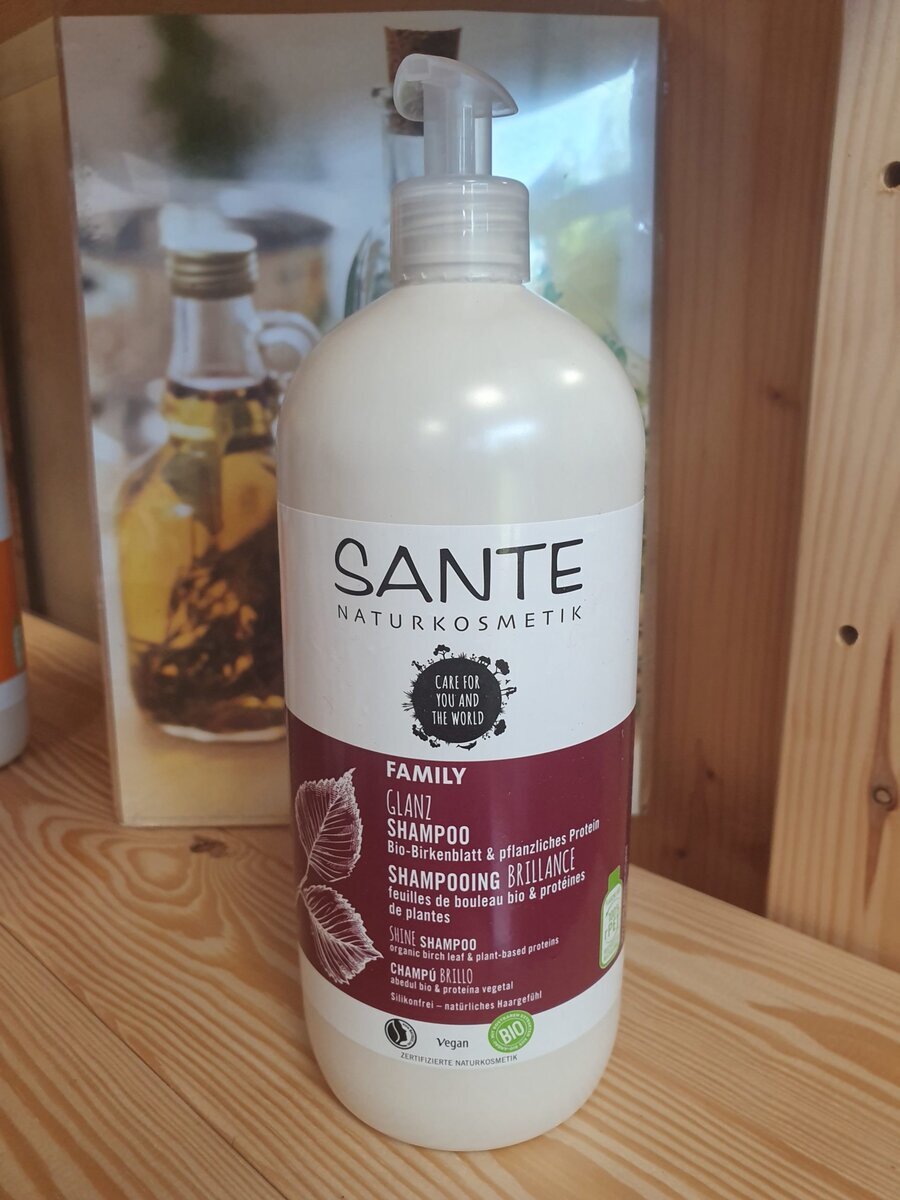 SANTE
NATURKOSMETIK
CARE FOR
YOU AND
THE WORLD
FAMILY
GLANZ
SHAMPOO
Bio-Birkenblatt & pflanzliches Protein
SHAMPOOING BRILLANCE
feuilles de bouleau bio & protéines
de plantes
SHINE SHAMPOO
organic birch leaf & plant-based proteins
CHAMPÚ BRILLO
abedul bio & proteína vegetal
Silikonfrei – natürliches Haargefühl
Vegan
BIO
ZERTIFIZIERTE NATURKOSMETIK